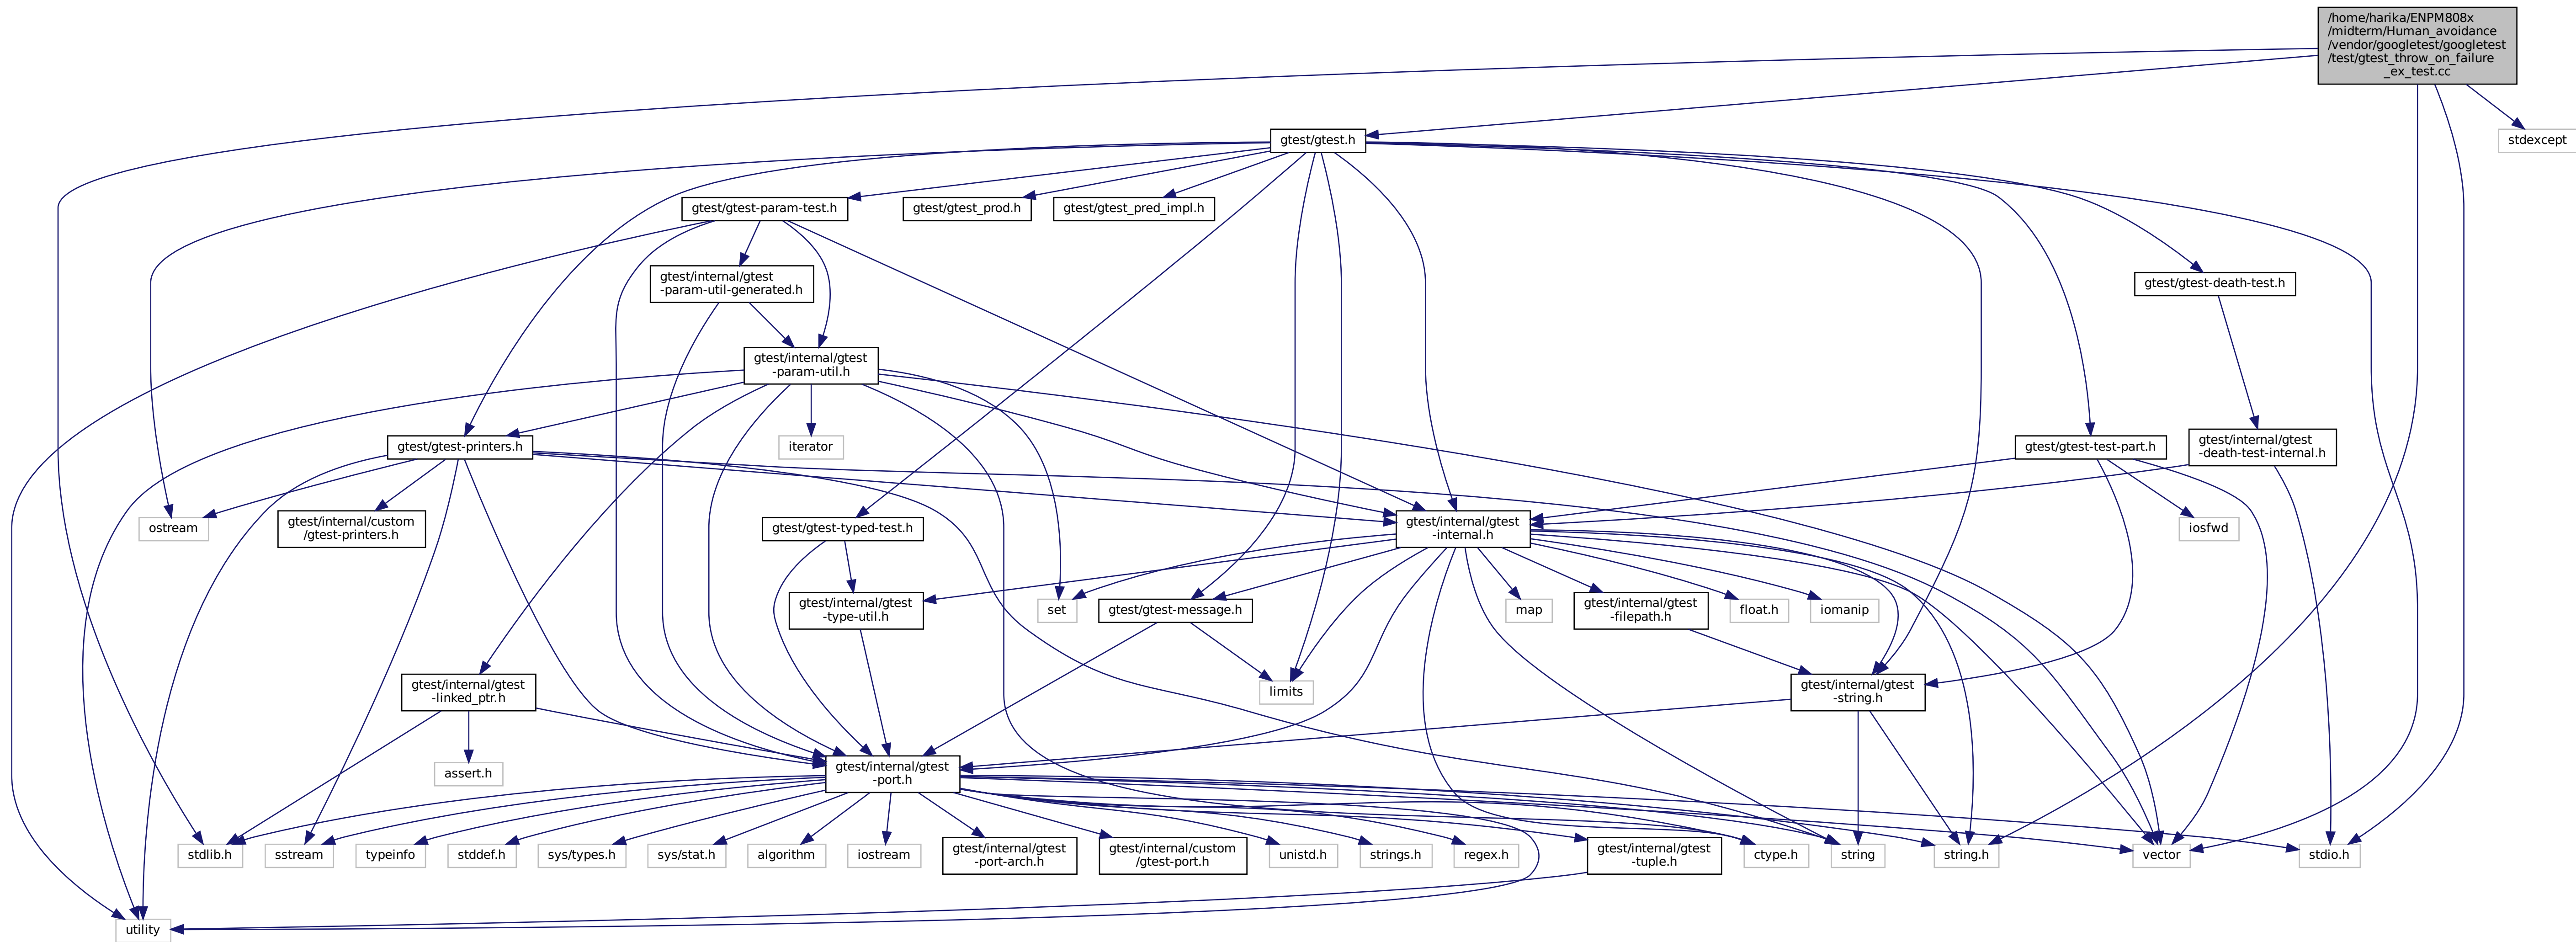 /home/harika/ENPM808x
/midterm/Human_avoidance
/vendor/googletest/googletest
/test/gtest_throw_on_failure
_ex_test.cc
gtest/gtest.h
stdexcept
gtest/gtest-param-test.h
gtest/gtest_prod.h
gtest/gtest_pred_impl.h
gtest/internal/gtest
-param-util-generated.h
gtest/gtest-death-test.h
gtest/internal/gtest
-param-util.h
gtest/gtest-printers.h
iterator
gtest/gtest-test-part.h
gtest/internal/gtest
-death-test-internal.h
ostream
gtest/internal/custom
/gtest-printers.h
gtest/gtest-typed-test.h
gtest/internal/gtest
-internal.h
iosfwd
gtest/internal/gtest
-type-util.h
set
gtest/gtest-message.h
map
gtest/internal/gtest
-filepath.h
float.h
iomanip
gtest/internal/gtest
-linked_ptr.h
limits
gtest/internal/gtest
-string.h
assert.h
gtest/internal/gtest
-port.h
stdlib.h
sstream
typeinfo
stddef.h
sys/types.h
sys/stat.h
algorithm
iostream
gtest/internal/gtest
-port-arch.h
gtest/internal/custom
/gtest-port.h
unistd.h
strings.h
regex.h
gtest/internal/gtest
-tuple.h
ctype.h
string
string.h
vector
stdio.h
utility